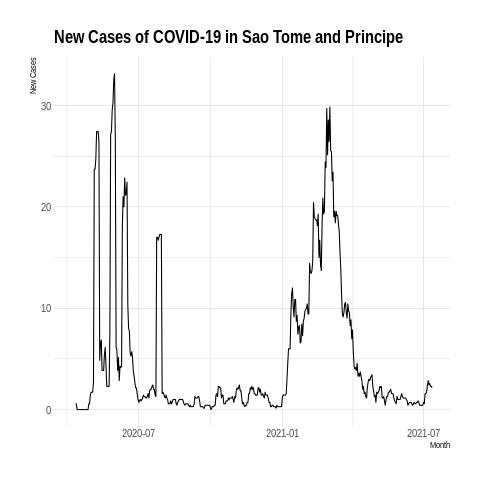 New Cases of COVID-19 in Sao Tome and Principe
New Cases
30
20
10
0
2020-07
2021-01
2021-07
Month